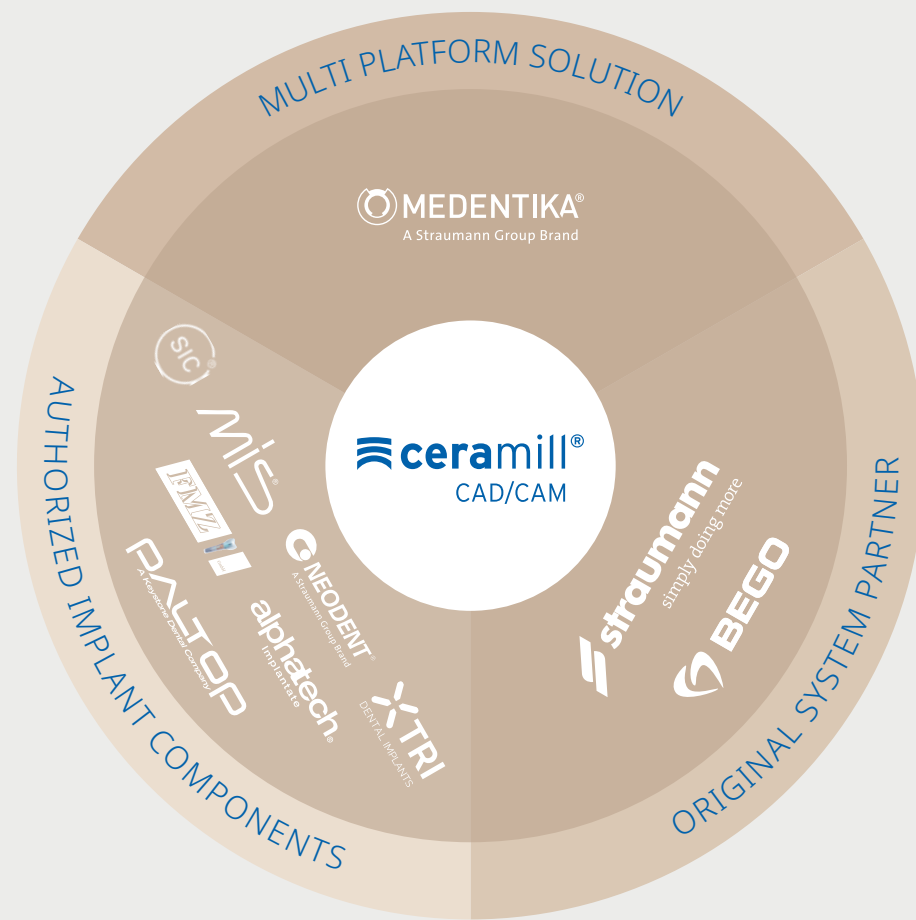 MULTI PLATFORM SOLUTION
MEDENTIKA®
A Straumann Group Brand
ceramill®
CAD/CAM
AUTHORIZED IMPLANT COMPONENTS
SIC®
mis®
FMZ
NEODENT®
A Straumann Group Brand
PALTOP
A Keystone Dental Company
alphatech®
Implantate
TRI
DENTAL IMPLANTS
ORIGINAL SYSTEM PARTNER
straumann
simply doing more
BEGO